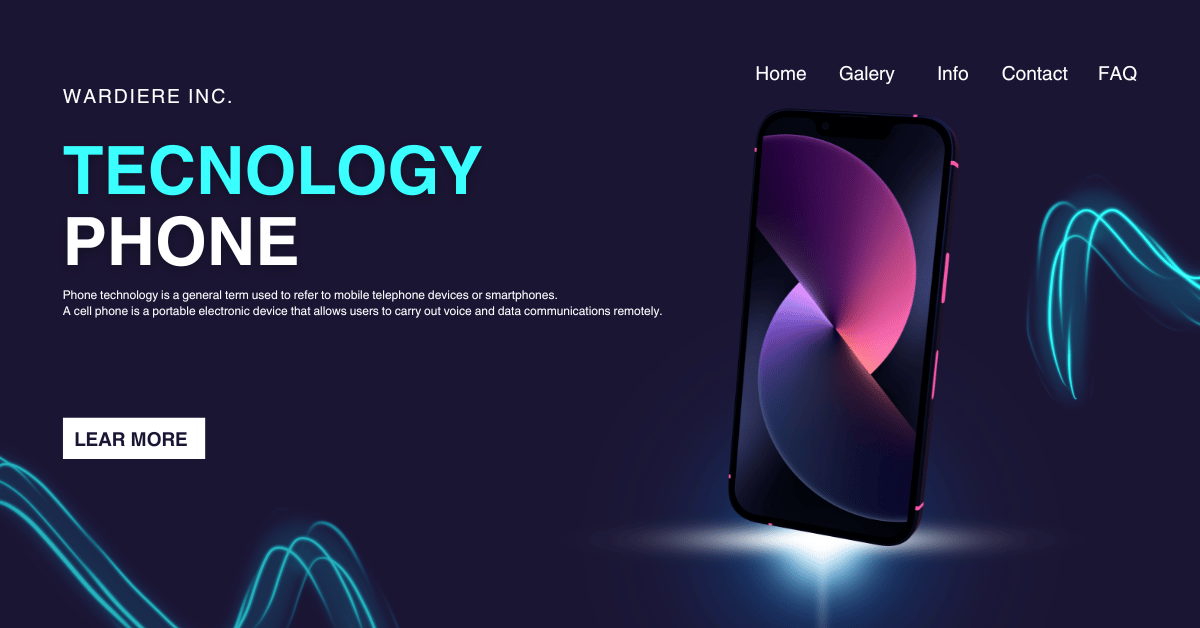 Home Galery Info Contact FAQ
WARDIERE INC.
TECNOLOGY
PHONE
Phone technology is a general term used to refer to mobile telephone devices or smartphones.
A cell phone is a portable electronic device that allows users to carry out voice and data communications remotely.
LEAR MORE